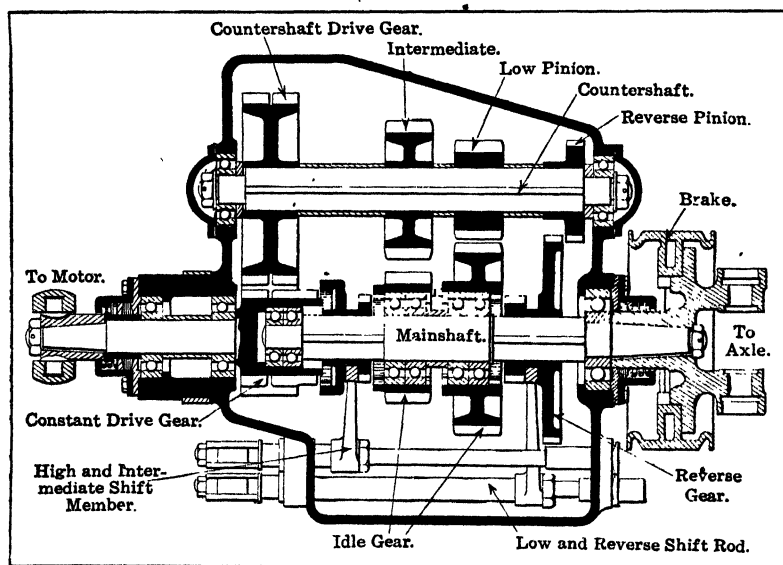 Countershaft Drive Gear.
Intermediate.
Low Pinion.
Countershaft.
Reverse Pinion.
Brake.
To Motor.
Mainshaft.
To
Axle.
Constant Drive Gear.
High and Inter-
mediate Shift
Member.
Reverse
Gear.
Idle Gear.
Low and Reverse Shift Rod.